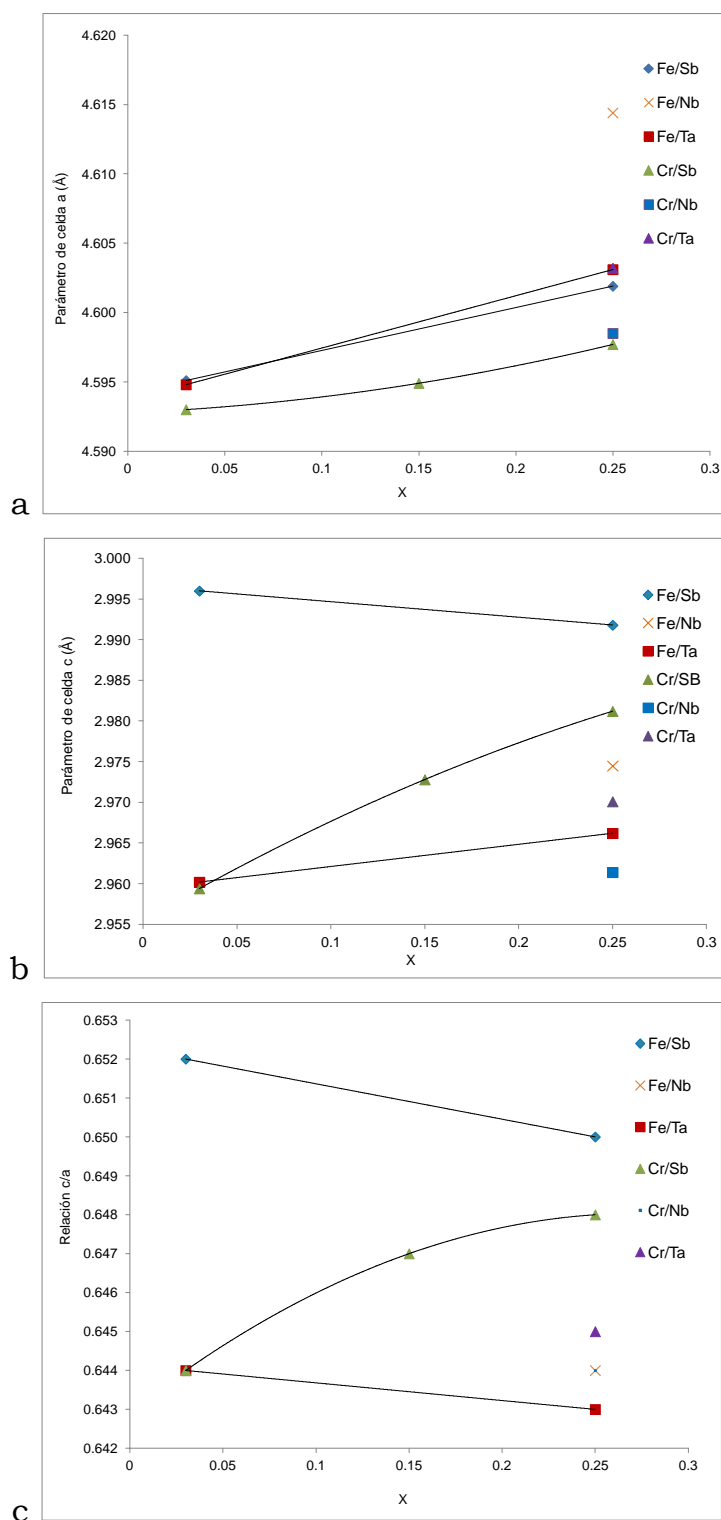 4.620
4.615
4.610
4.605
4.600
4.595
4.590
Parámetro de celda a (Å)
0
0.05
0.1
0.15
0.2
0.25
0.3
X
Fe/Sb
Fe/Nb
Fe/Ta
Cr/Sb
Cr/Nb
Cr/Ta
a
3.000
2.995
2.990
2.985
2.980
2.975
2.970
2.965
2.960
2.955
Parámetro de celda c (Å)
0
0.05
0.1
0.15
0.2
0.25
0.3
X
Fe/Sb
Fe/Nb
Fe/Ta
Cr/SB
Cr/Nb
Cr/Ta
b
0.653
0.652
0.651
0.650
0.649
0.648
0.647
0.646
0.645
0.644
0.643
0.642
Relación c/a
0
0.05
0.1
0.15
0.2
0.25
0.3
X
Fe/Sb
Fe/Nb
Fe/Ta
Cr/Sb
Cr/Nb
Cr/Ta
c